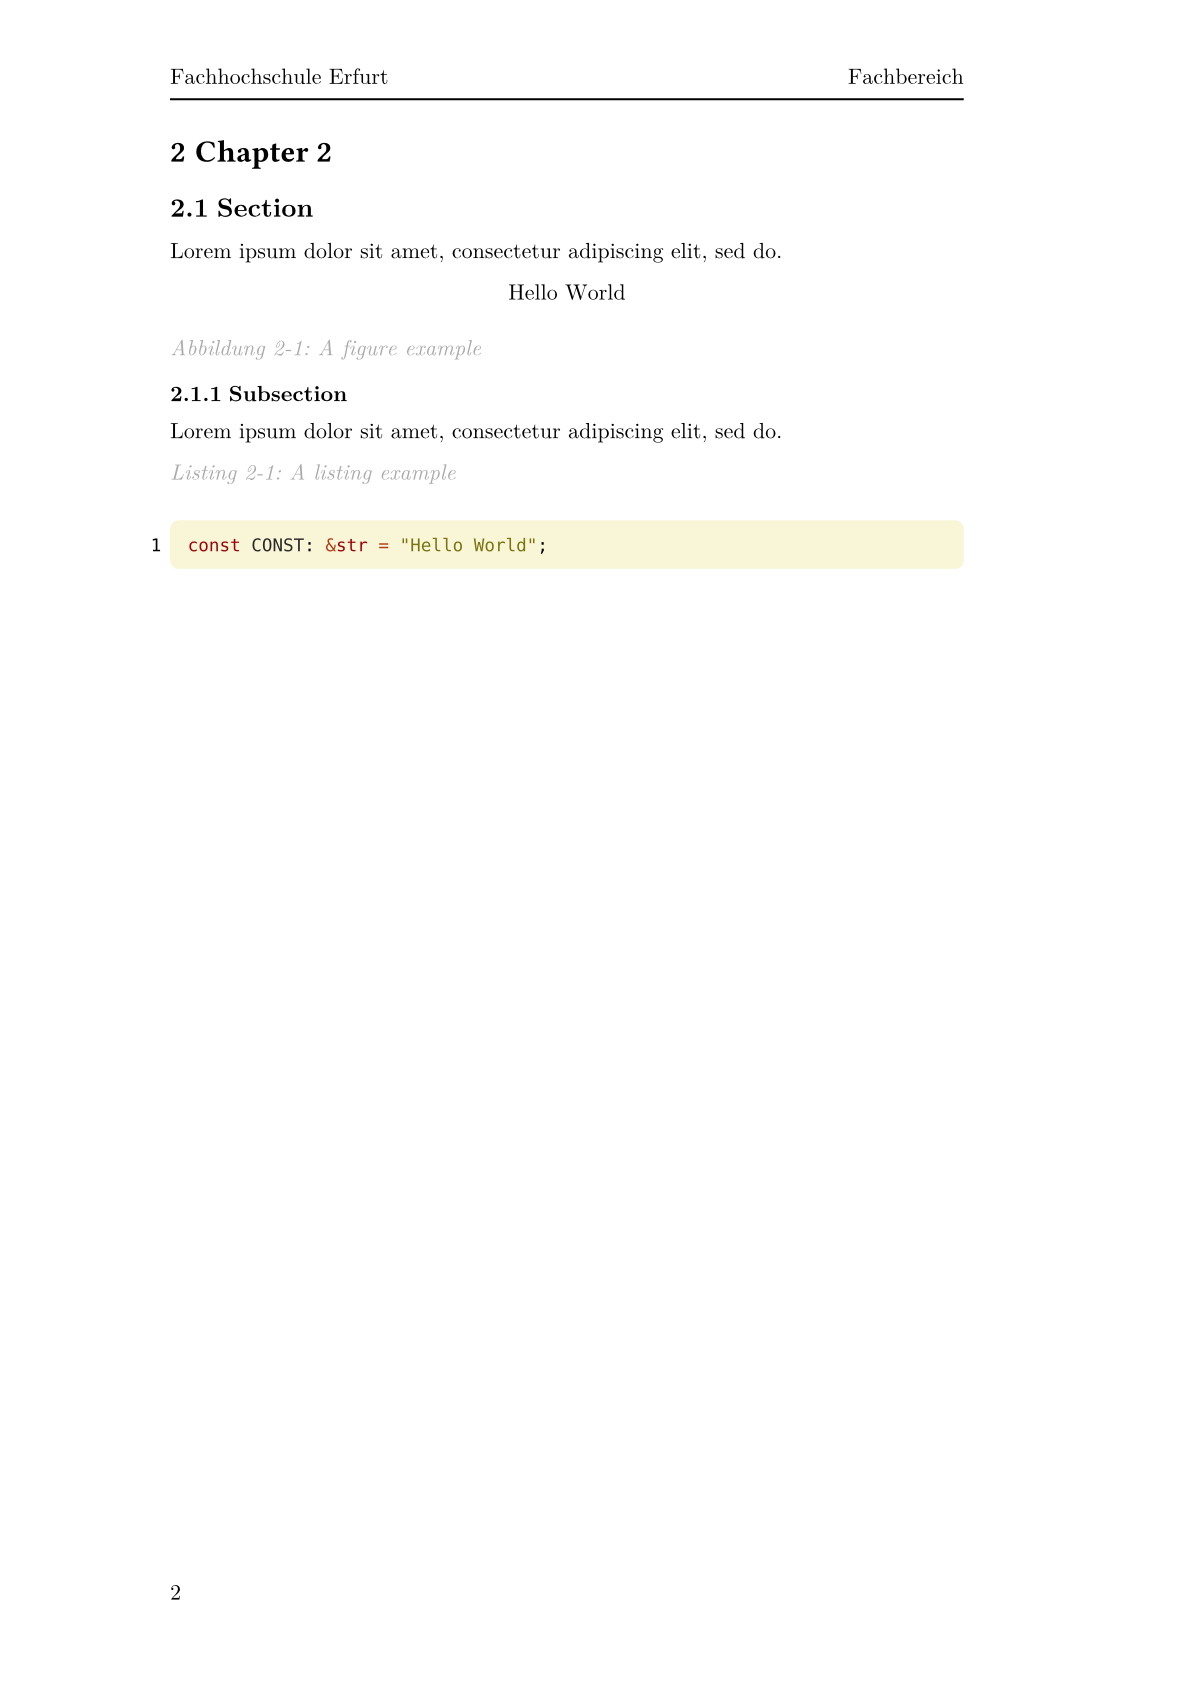 Fachhochschule Erfurt Fachbereich
2 Chapter 2
2.1 Section
Lorem ipsum dolor sit amet, consectetur adipiscing elit, sed do.
Hello World
Abbildung 2-1: A figure example
2.1.1 Subsection
Lorem ipsum dolor sit amet, consectetur adipiscing elit, sed do.
Listing 2-1: A listing example
1 const CONST: &str = "Hello World";
2